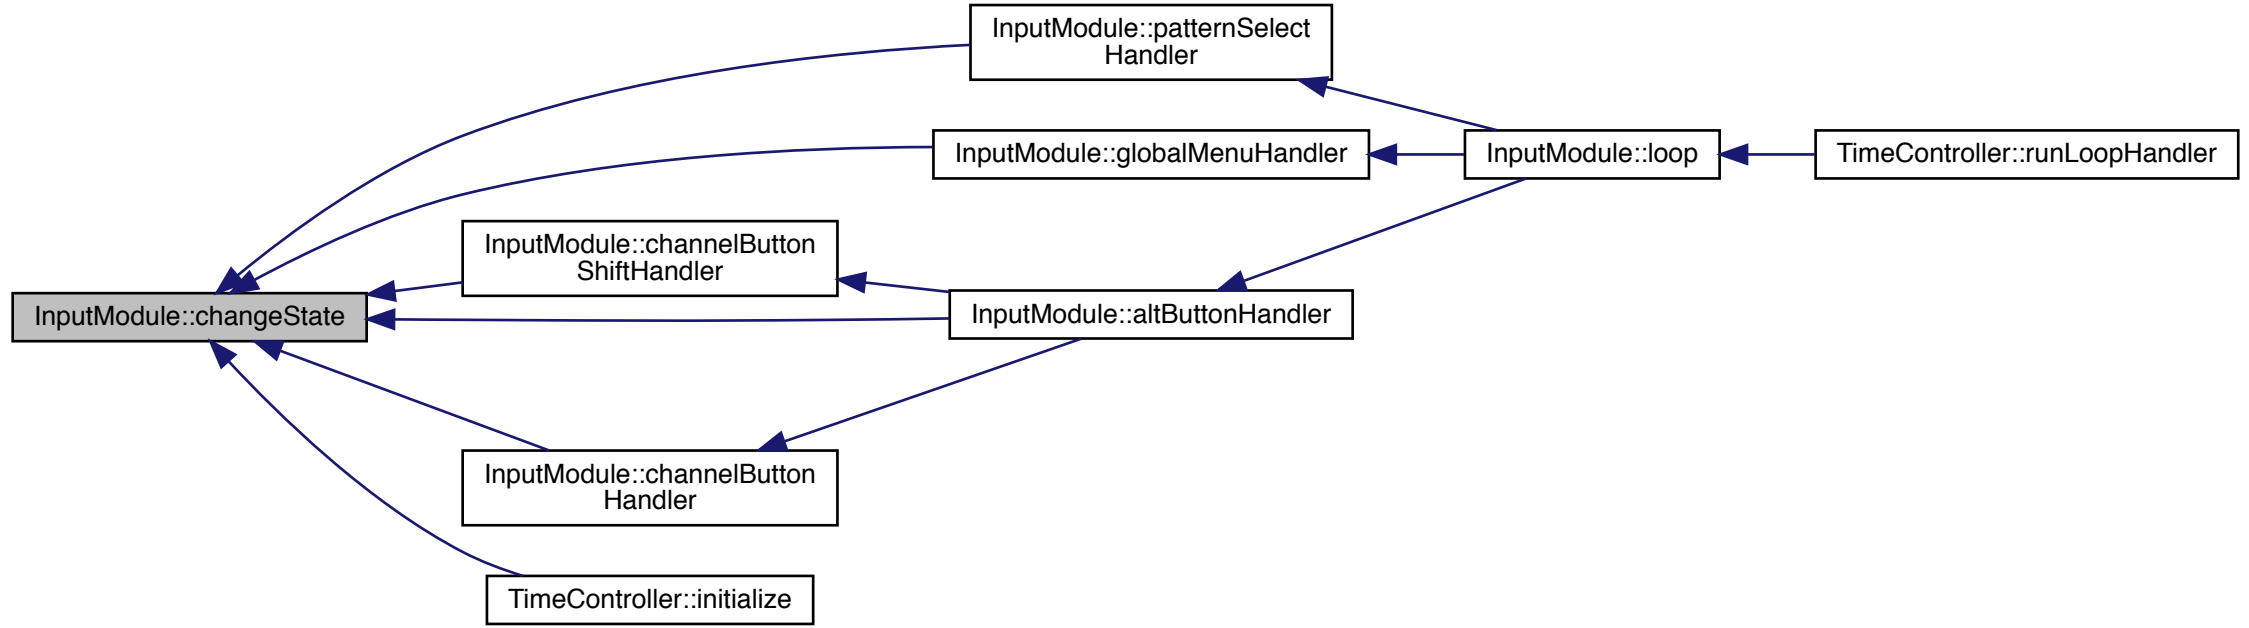 InputModule::patternSelect
Handler
InputModule::globalMenuHandler
InputModule::loop
TimeController::runLoopHandler
InputModule::channelButton
ShiftHandler
InputModule::changeState
InputModule::altButtonHandler
InputModule::channelButton
Handler
TimeController::initialize